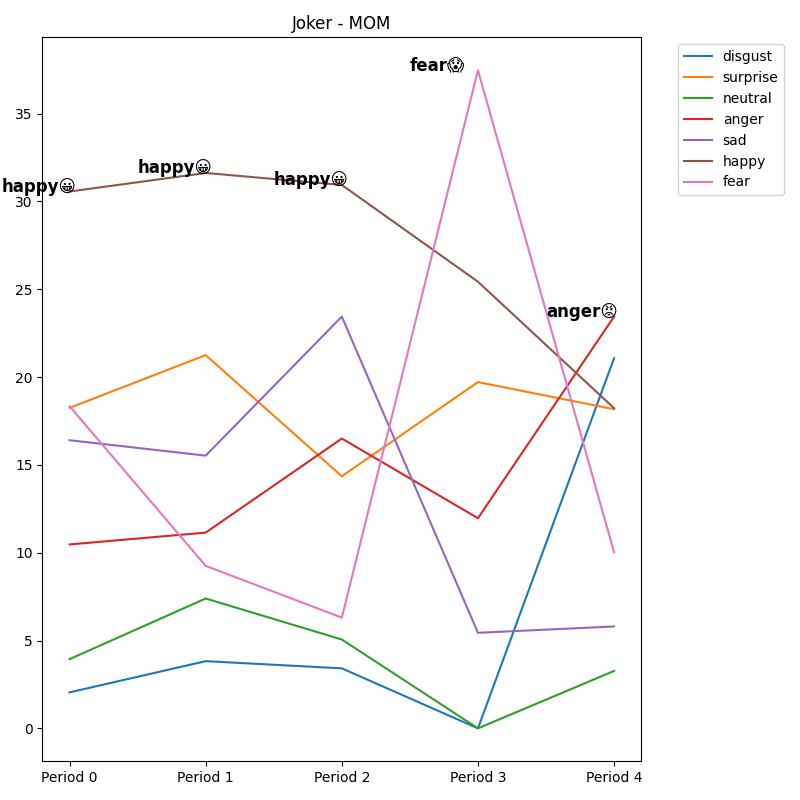 Joker - MOM
disgust
surprise
neutral
anger
sad
happy
fear
fear😱
happy😀
happy😀
happy😀
anger😡
35
30
25
20
15
10
5
0
Period 0
Period 1
Period 2
Period 3
Period 4